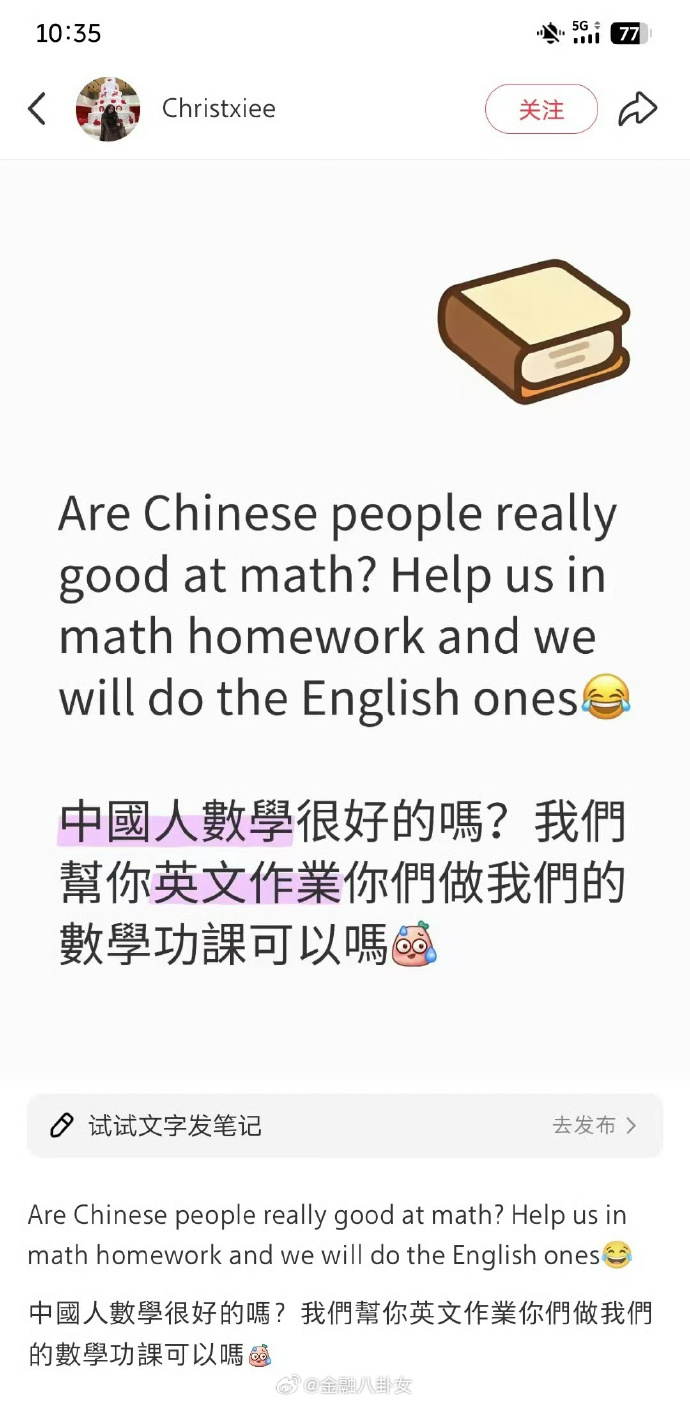 10:35
5G
77
Christxiee
关注
Are Chinese people really
good at math? Help us in
math homework and we
will do the English ones😂
中國人數學很好的嗎？我們
幫你英文作業你們做我們的
數學功課可以嗎
试试文字发笔记
去发布
Are Chinese people really good at math? Help us in
math homework and we will do the English ones😂
中國人數學很好的嗎？我們幫你英文作業你們做我們
的數學功課可以嗎
@金融八卦女